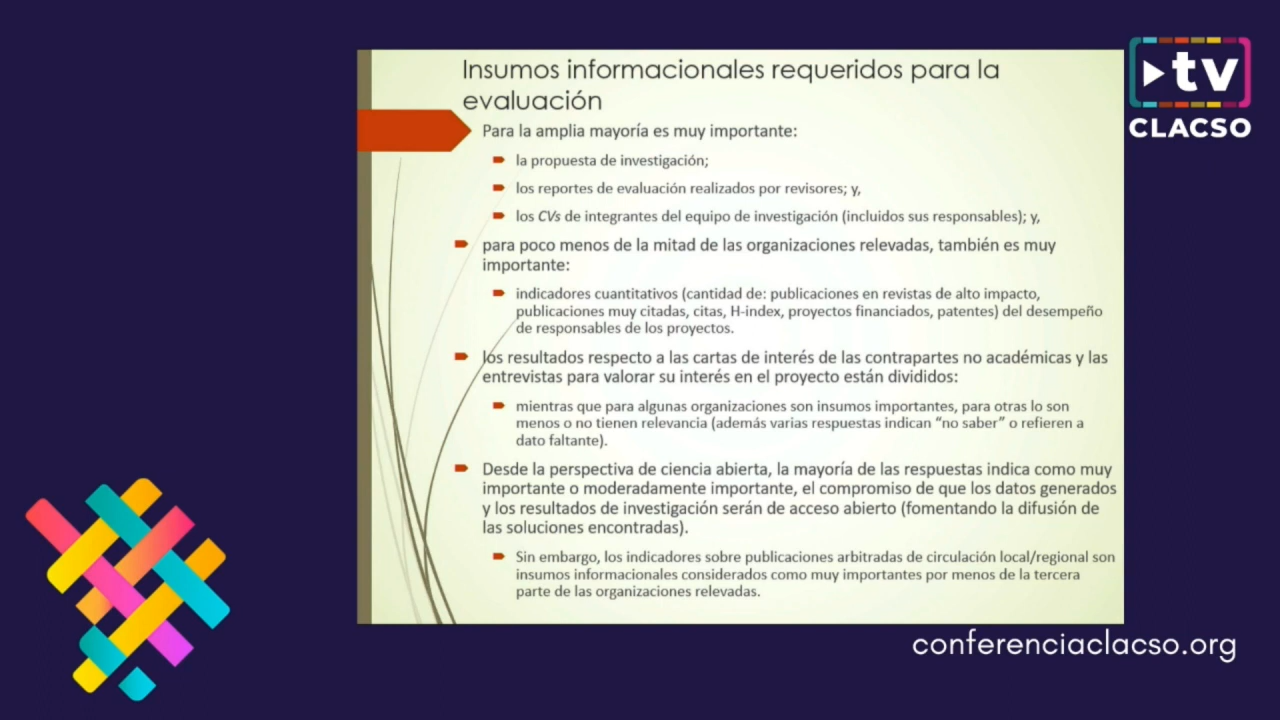 Insumos informacionales requeridos para la
evaluación
Para la amplia mayoría es muy importante:
la propuesta de investigación;
los reportes de evaluación realizados por revisores; y,
los CVs de integrantes del equipo de investigación (incluidos sus responsables); y,
para poco menos de la mitad de las organizaciones relevadas, también es muy
importante:
indicadores cuantitativos (cantidad de: publicaciones en revistas de alto impacto,
publicaciones muy citadas, citas, H-index, proyectos financiados, patentes) del desempeño
de responsables de los proyectos.
los resultados respecto a las cartas de interés de las contrapartes no académicas y las
entrevistas para valorar su interés en el proyecto están divididos:
mientras que para algunas organizaciones son insumos importantes, para otras lo son
menos o no tienen relevancia (además varias respuestas indican “no saber” o refieren a
dato faltante).
Desde la perspectiva de ciencia abierta, la mayoría de las respuestas indica como muy
importante o moderadamente importante, el compromiso de que los datos generados
y los resultados de investigación serán de acceso abierto (fomentando la difusión de
las soluciones encontradas).
Sin embargo, los indicadores sobre publicaciones arbitradas de circulación local/regional son
insumos informacionales considerados como muy importantes por menos de la tercera
parte de las organizaciones relevadas.
tv
CLACSO
conferenciaclacso.org